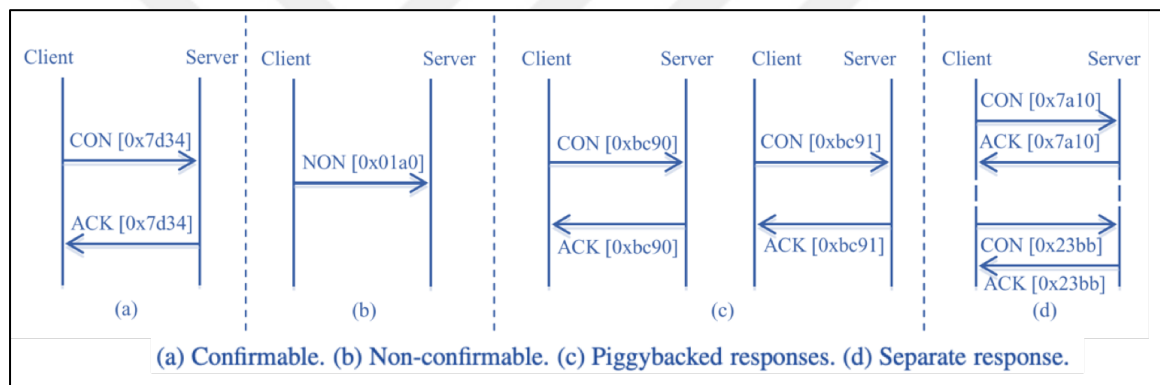 Client Server
CON [0x7d34]
ACK [0x7d34]
(a)
Client Server
NON [0x01a0]
(b)
Client Server
CON [0xbc90]
ACK [0xbc90]
Client Server
CON [0xbc91]
ACK [0xbc91]
(c)
Client Server
CON [0x7a10]
ACK [0x7a10]
CON [0x23bb]
ACK [0x23bb]
(d)
(a) Confirmable. (b) Non-confirmable. (c) Piggybacked responses. (d) Separate response.